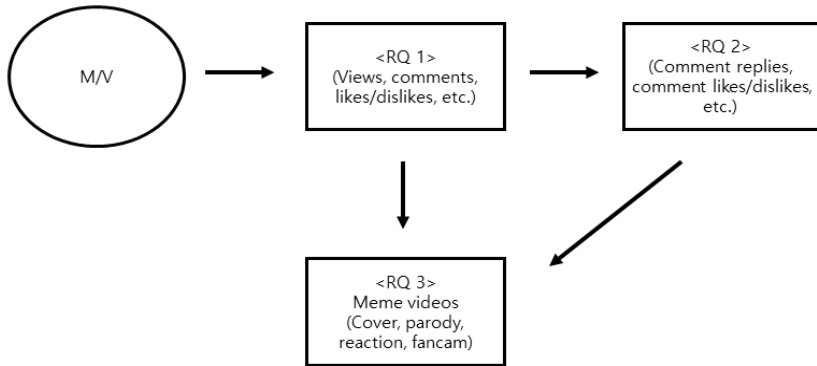 M/V
<RQ 1>
(Views, comments,
likes/dislikes, etc.)
<RQ 2>
(Comment replies,
comment likes/dislikes,
etc.)
<RQ 3>
Meme videos
(Cover, parody,
reaction, fancam)